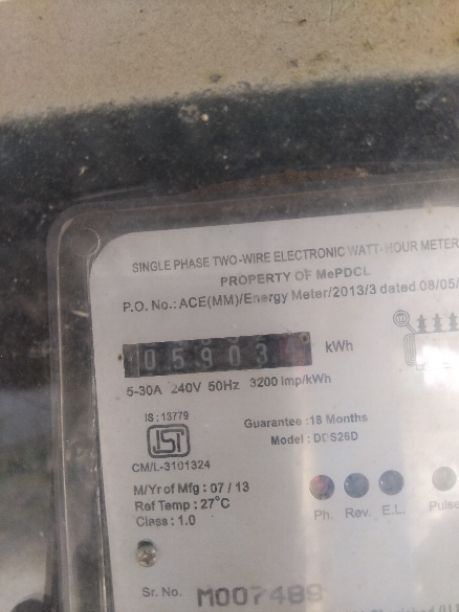 SINGLE PHASE TWO-WIRE ELECTRONIC WATT-HOUR METER
PROPERTY OF MePDCL
P.O. No.: ACE(MM)/Energy Meter/2013/3 dated 08/05/
05903 kWh
5-30A 240V 50Hz 3200 imp/kWh
IS : 13779
Guarantee : 18 Months
Model : DDS26D
CM/L-3101324
M/Yr of Mfg : 07 / 13
Ref Temp : 27°C
Class : 1.0
Ph. Rev. E.L. Pulse
Sr. No. M007489